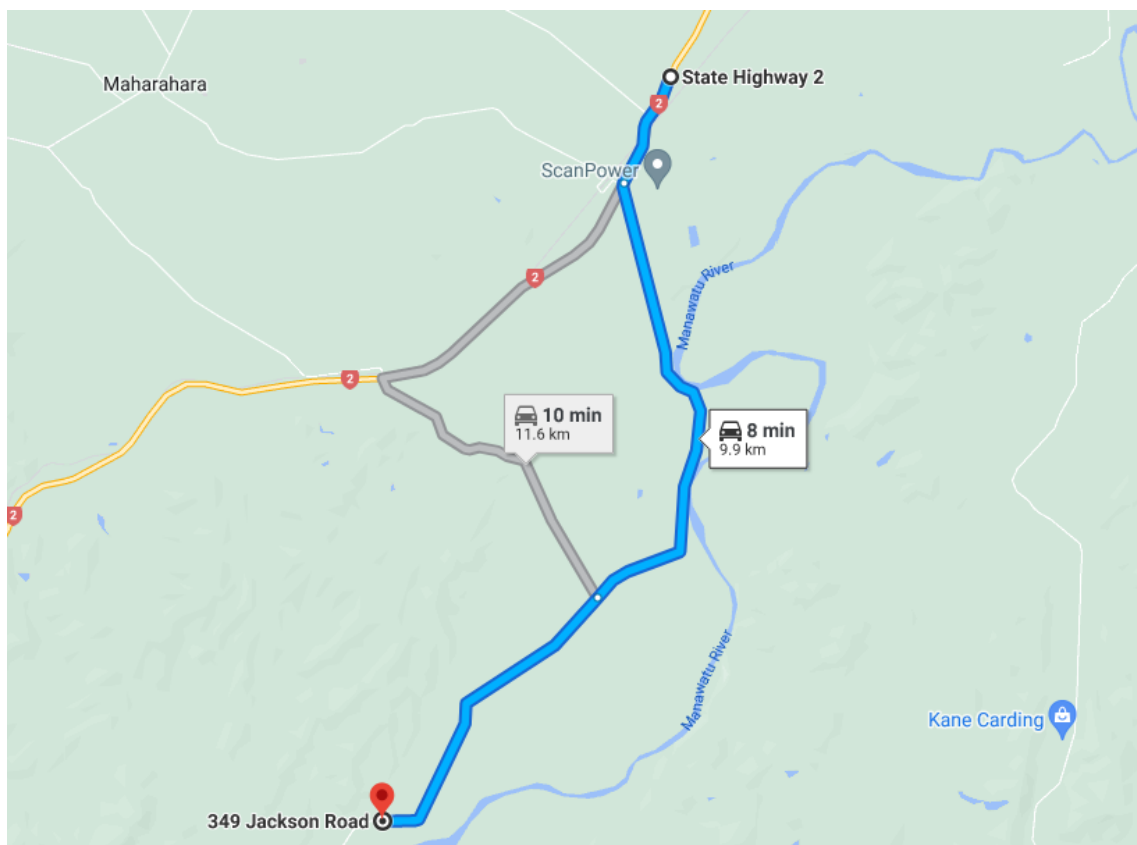 State Highway 2
Maharahara
2
ScanPower
Manawatu River
2
2
10 min
11.6 km
8 min
9.9 km
2
Manawatu River
Kane Carding
349 Jackson Road